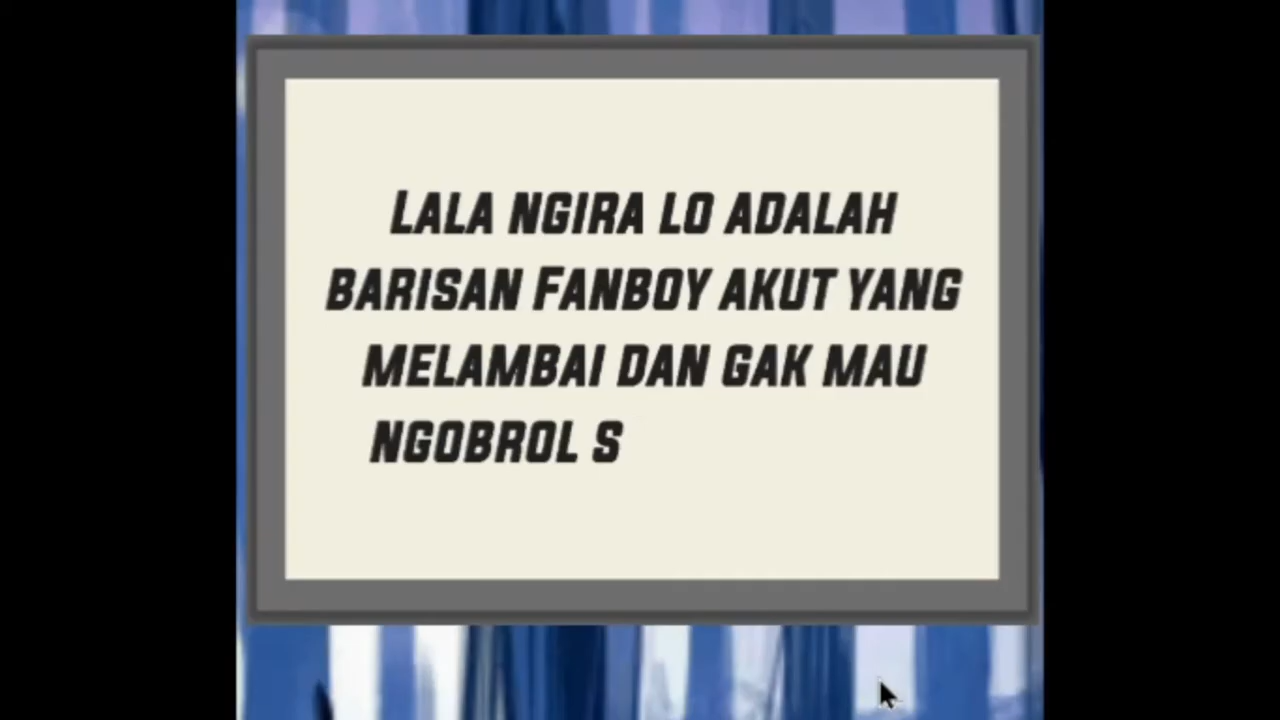 Lala ngira lo adalah
barisan Fanboy akut yang
melambai dan gak mau
ngobrol s